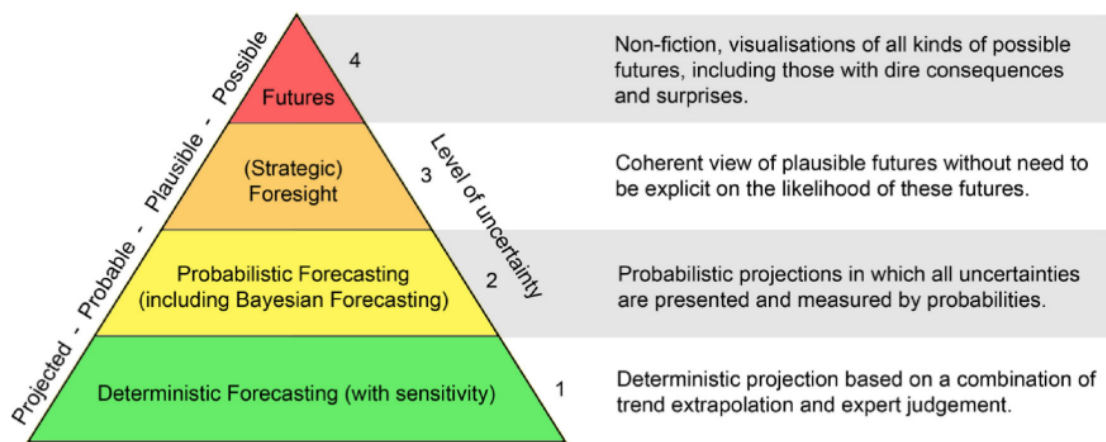 4
Futures
Non-fiction, visualisations of all kinds of possible
futures, including those with dire consequences
and surprises.
(Strategic)
Foresight
3
Coherent view of plausible futures without need to
be explicit on the likelihood of these futures.
Probabilistic Forecasting
(including Bayesian Forecasting)
2
Probabilistic projections in which all uncertainties
are presented and measured by probabilities.
Deterministic Forecasting (with sensitivity)
1
Deterministic projection based on a combination of
trend extrapolation and expert judgement.
Projected - Probable - Plausible - Possible
Level of uncertainty